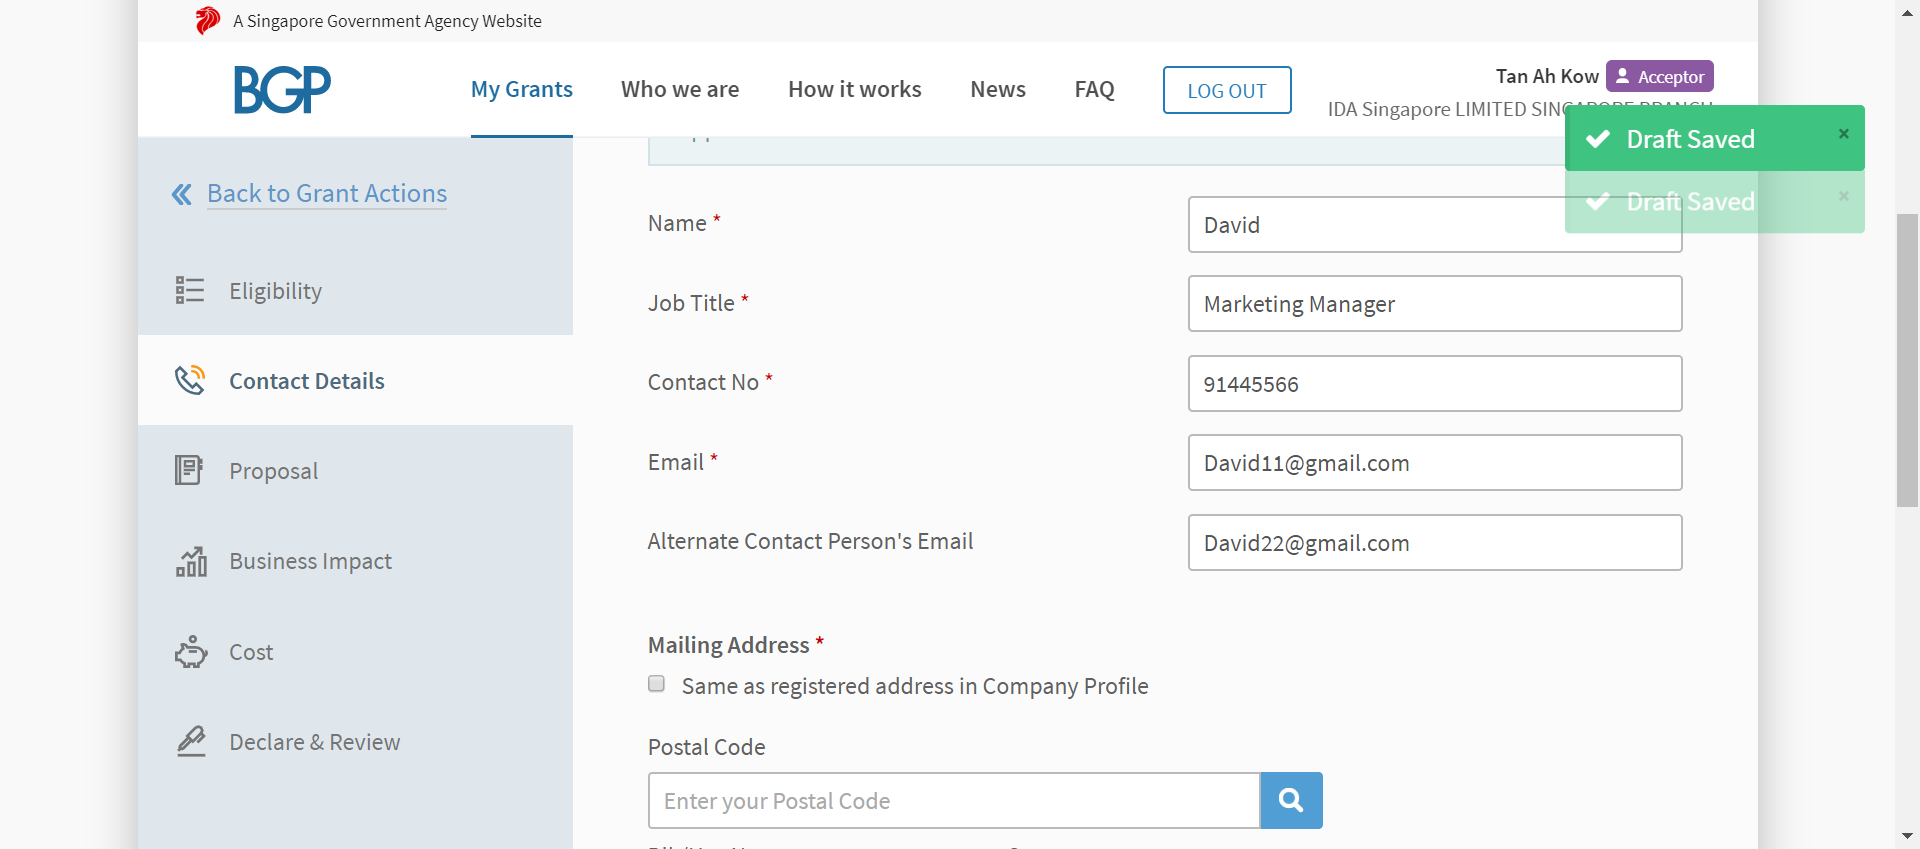 A Singapore Government Agency Website
BGP
My Grants
Who we are
How it works
News
FAQ
LOG OUT
Tan Ah Kow
Acceptor
IDA Singapore LIMITED SINGAPORE BRANCH
Draft Saved
×
Draft Saved
×
Back to Grant Actions
Eligibility
Contact Details
Proposal
Business Impact
Cost
Declare & Review
Name *
David
Job Title *
Marketing Manager
Contact No *
91445566
Email *
David11@gmail.com
Alternate Contact Person's Email
David22@gmail.com
Mailing Address *
Same as registered address in Company Profile
Postal Code
Enter your Postal Code